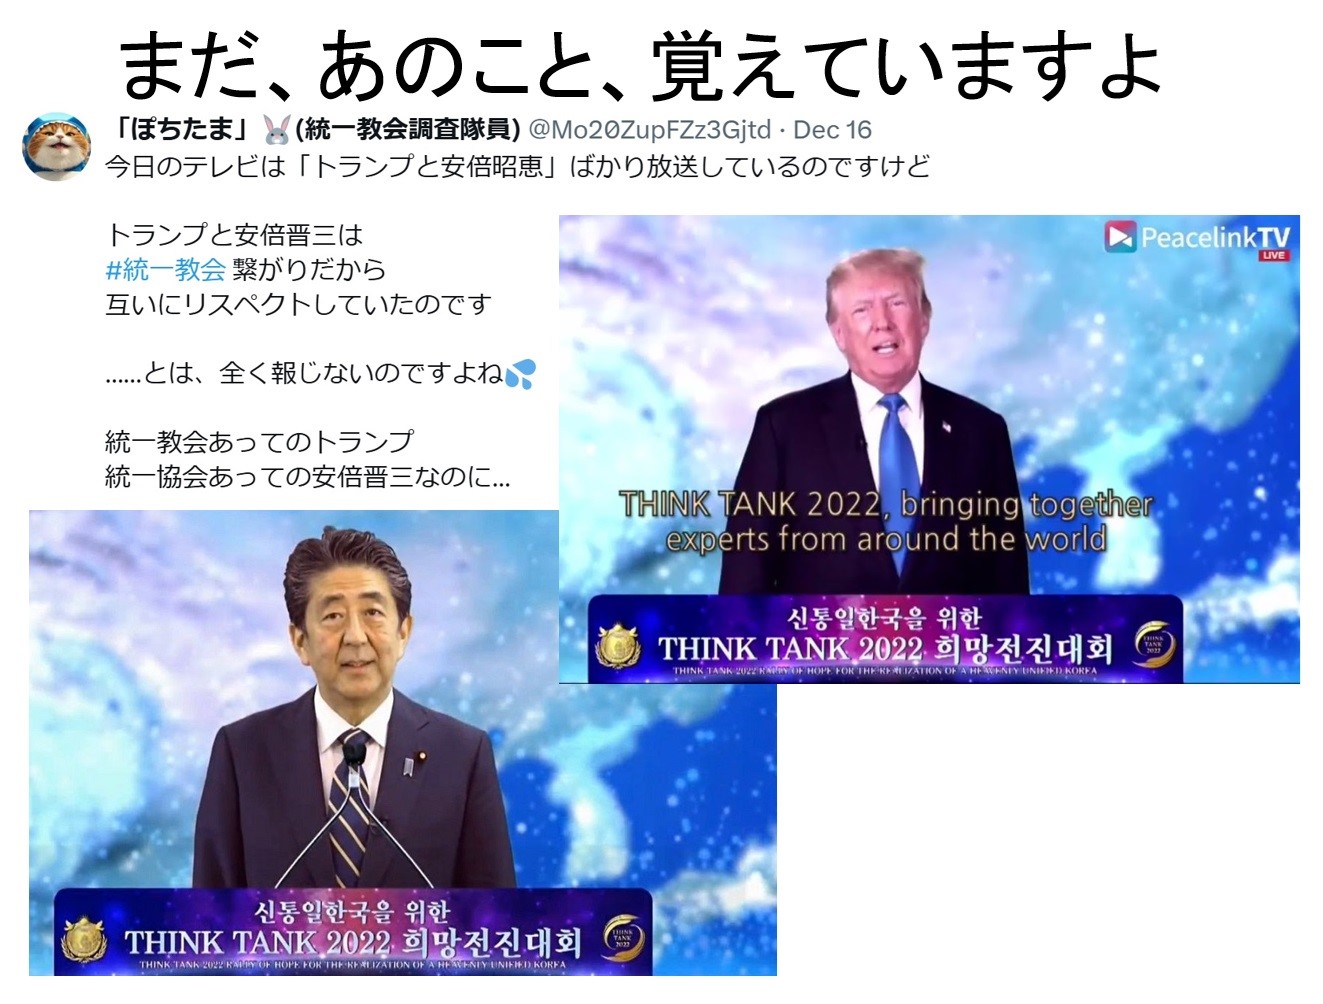 まだ、あのこと、覚えていますよ
「ぽちたま」🐰(統一教会調査隊員) @Mo20ZupFZz3Gjtd · Dec 16
今日のテレビは「トランプと安倍昭恵」ばかり放送しているのですけど
トランプと安倍晋三は
#統一教会 繋がりだから
互いにリスペクトしていたのです
......とは、全く報じないのですよね💦
統一教会あってのトランプ
統一協会あっての安倍晋三なのに...
PeacelinkTV
LIVE
THINK TANK 2022, bringing together
experts from around the world
신통일한국을 위한
THINK TANK 2022 희망전진대회
THINK TANK 2022 RALLY OF HOPE FOR THE REALIZATION OF A HEAVENLY UNIFIED KOREA
THINK
TANK
2022
신통일한국을 위한
THINK TANK 2022 희망전진대회
THINK TANK 2022 RALLY OF HOPE FOR THE REALIZATION OF A HEAVENLY UNIFIED KOREA
THINK
TANK
2022